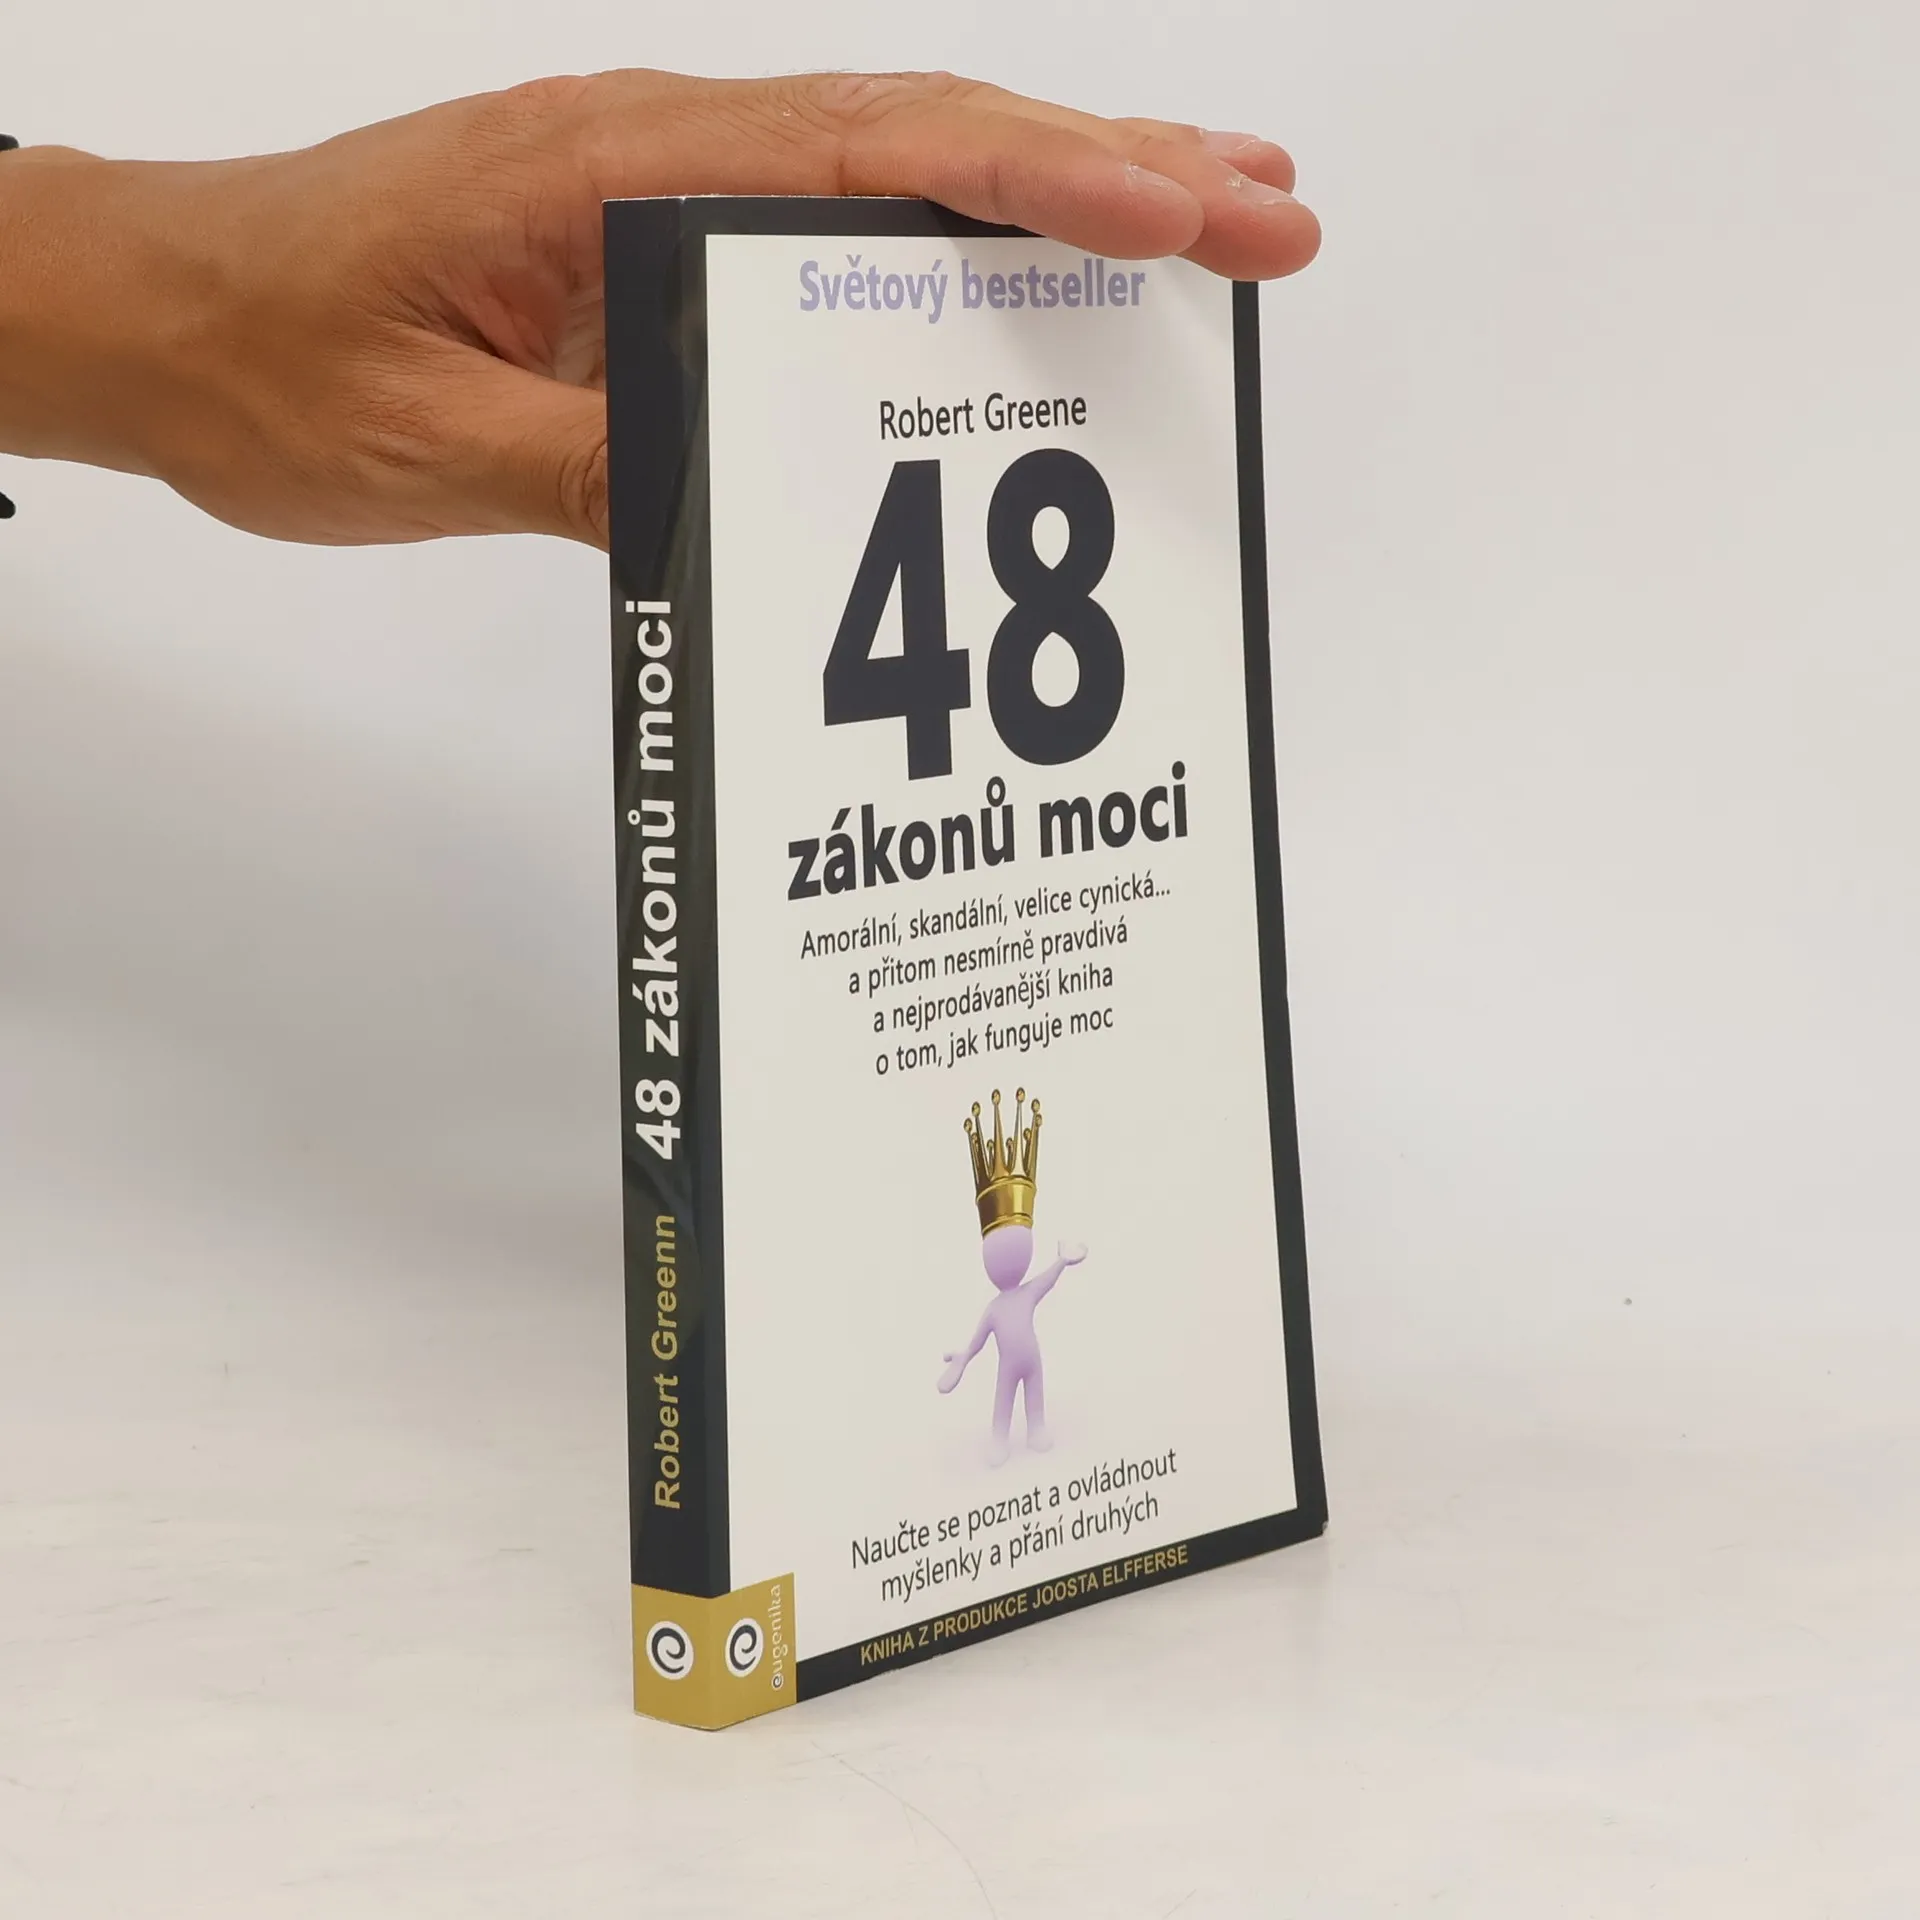 Světový bestseller
Robert Greene
48
zákonů moci
Amorální, skandální, velice cynická...
a přitom nesmírně pravdivá
a nejprodávanější kniha
o tom, jak funguje moc
Naučte se poznat a ovládnout
myšlenky a přání druhých
KNIHA Z PRODUKCE JOOSTA ELFFERSE
eugenika
Robert Greenn 48 zákonů moci